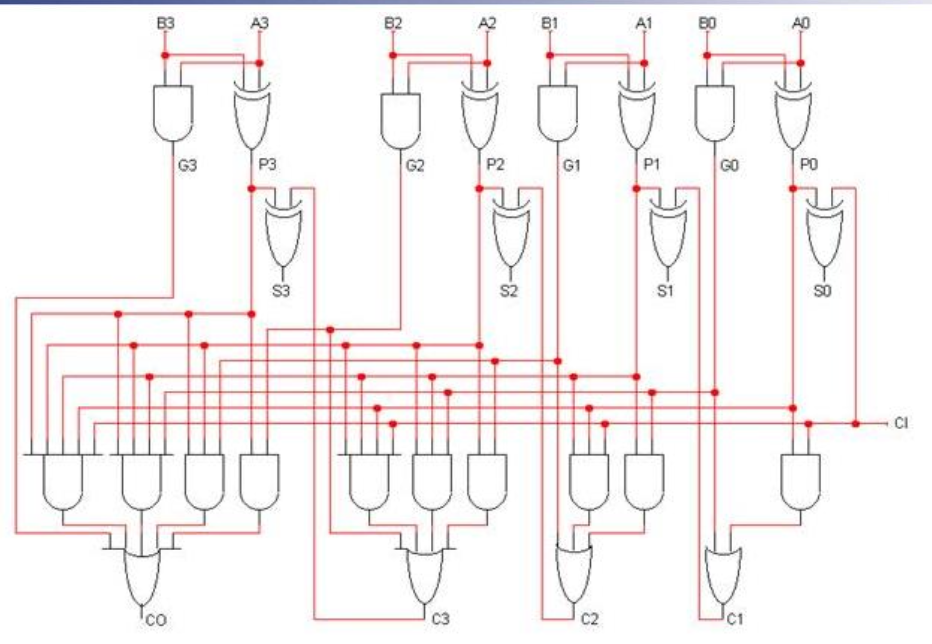 B3 A3 B2 A2 B1 A1 B0 A0
G3 P3 G2 P2 G1 P1 G0 P0
S3 S2 S1 S0
CI
CO C3 C2 C1